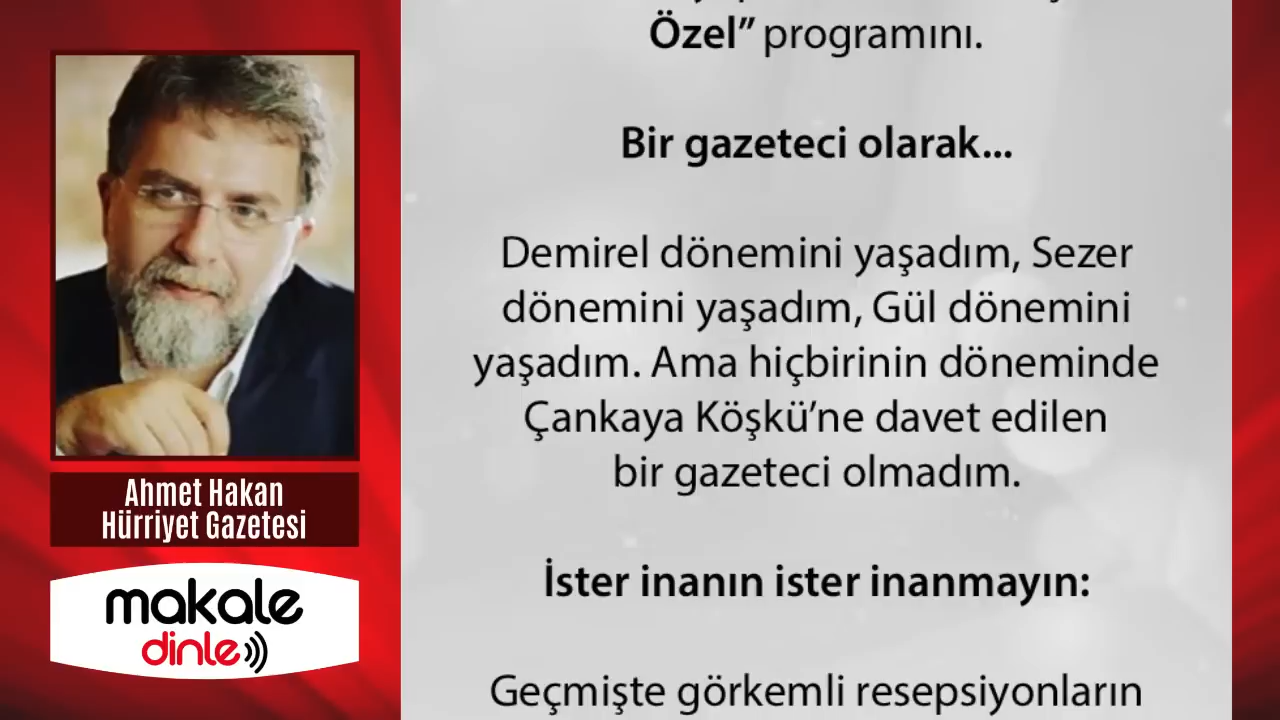 Özel” programını.
Bir gazeteci olarak...
Demirel dönemini yaşadım, Sezer
dönemini yaşadım, Gül dönemini
yaşadım. Ama hiçbirinin döneminde
Çankaya Köşkü’ne davet edilen
bir gazeteci olmadım.
İster inanın ister inanmayın:
Geçmişte görkemli resepsiyonların
Ahmet Hakan
Hürriyet Gazetesi
makale
dinle